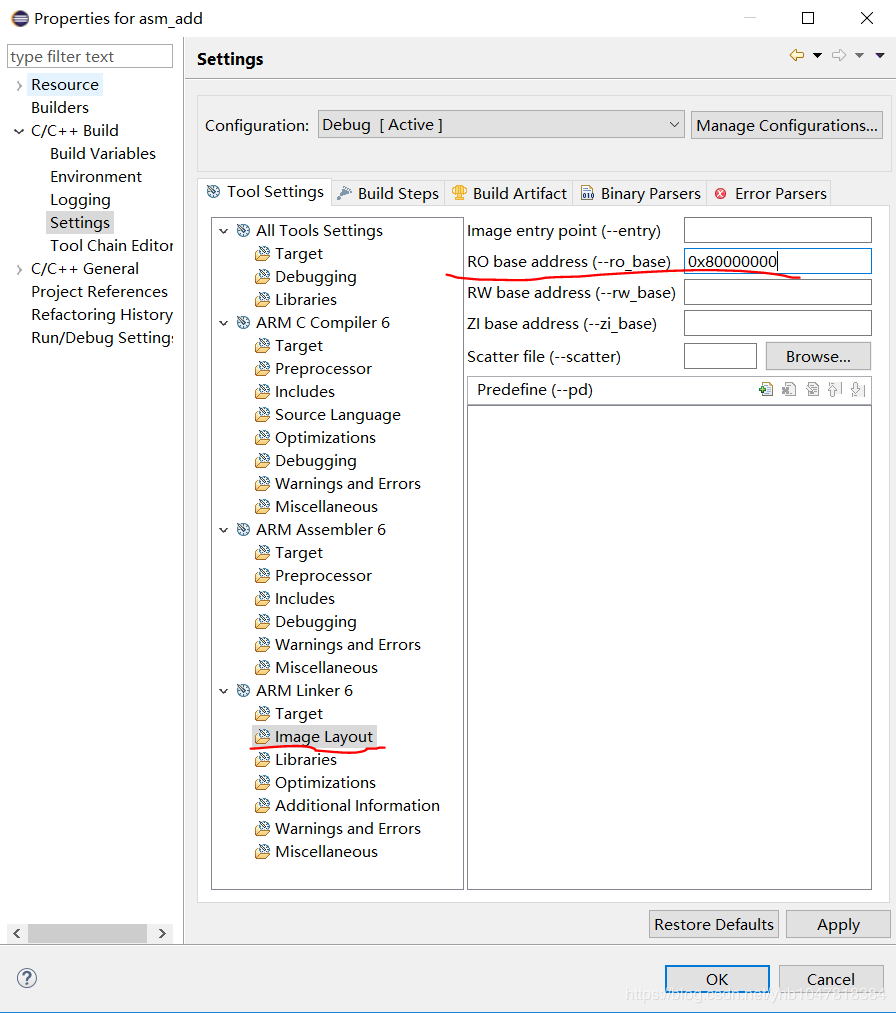 Properties for asm_add
type filter text
Resource
Builders
C/C++ Build
Build Variables
Environment
Logging
Settings
Tool Chain Editor
C/C++ General
Project References
Refactoring History
Run/Debug Settings
Settings
Configuration:
Debug [ Active ]
Manage Configurations...
Tool Settings
Build Steps
Build Artifact
Binary Parsers
Error Parsers
All Tools Settings
Target
Debugging
Libraries
ARM C Compiler 6
Target
Preprocessor
Includes
Source Language
Optimizations
Debugging
Warnings and Errors
Miscellaneous
ARM Assembler 6
Target
Preprocessor
Includes
Debugging
Warnings and Errors
Miscellaneous
ARM Linker 6
Target
Image Layout
Libraries
Optimizations
Additional Information
Warnings and Errors
Miscellaneous
Image entry point (--entry)
RO base address (--ro_base) 0x80000000
RW base address (--rw_base)
ZI base address (--zi_base)
Scatter file (--scatter)
Browse...
Predefine (--pd)
Restore Defaults
Apply
OK
Cancel
https://blog.csdn.net/yhb1047818384